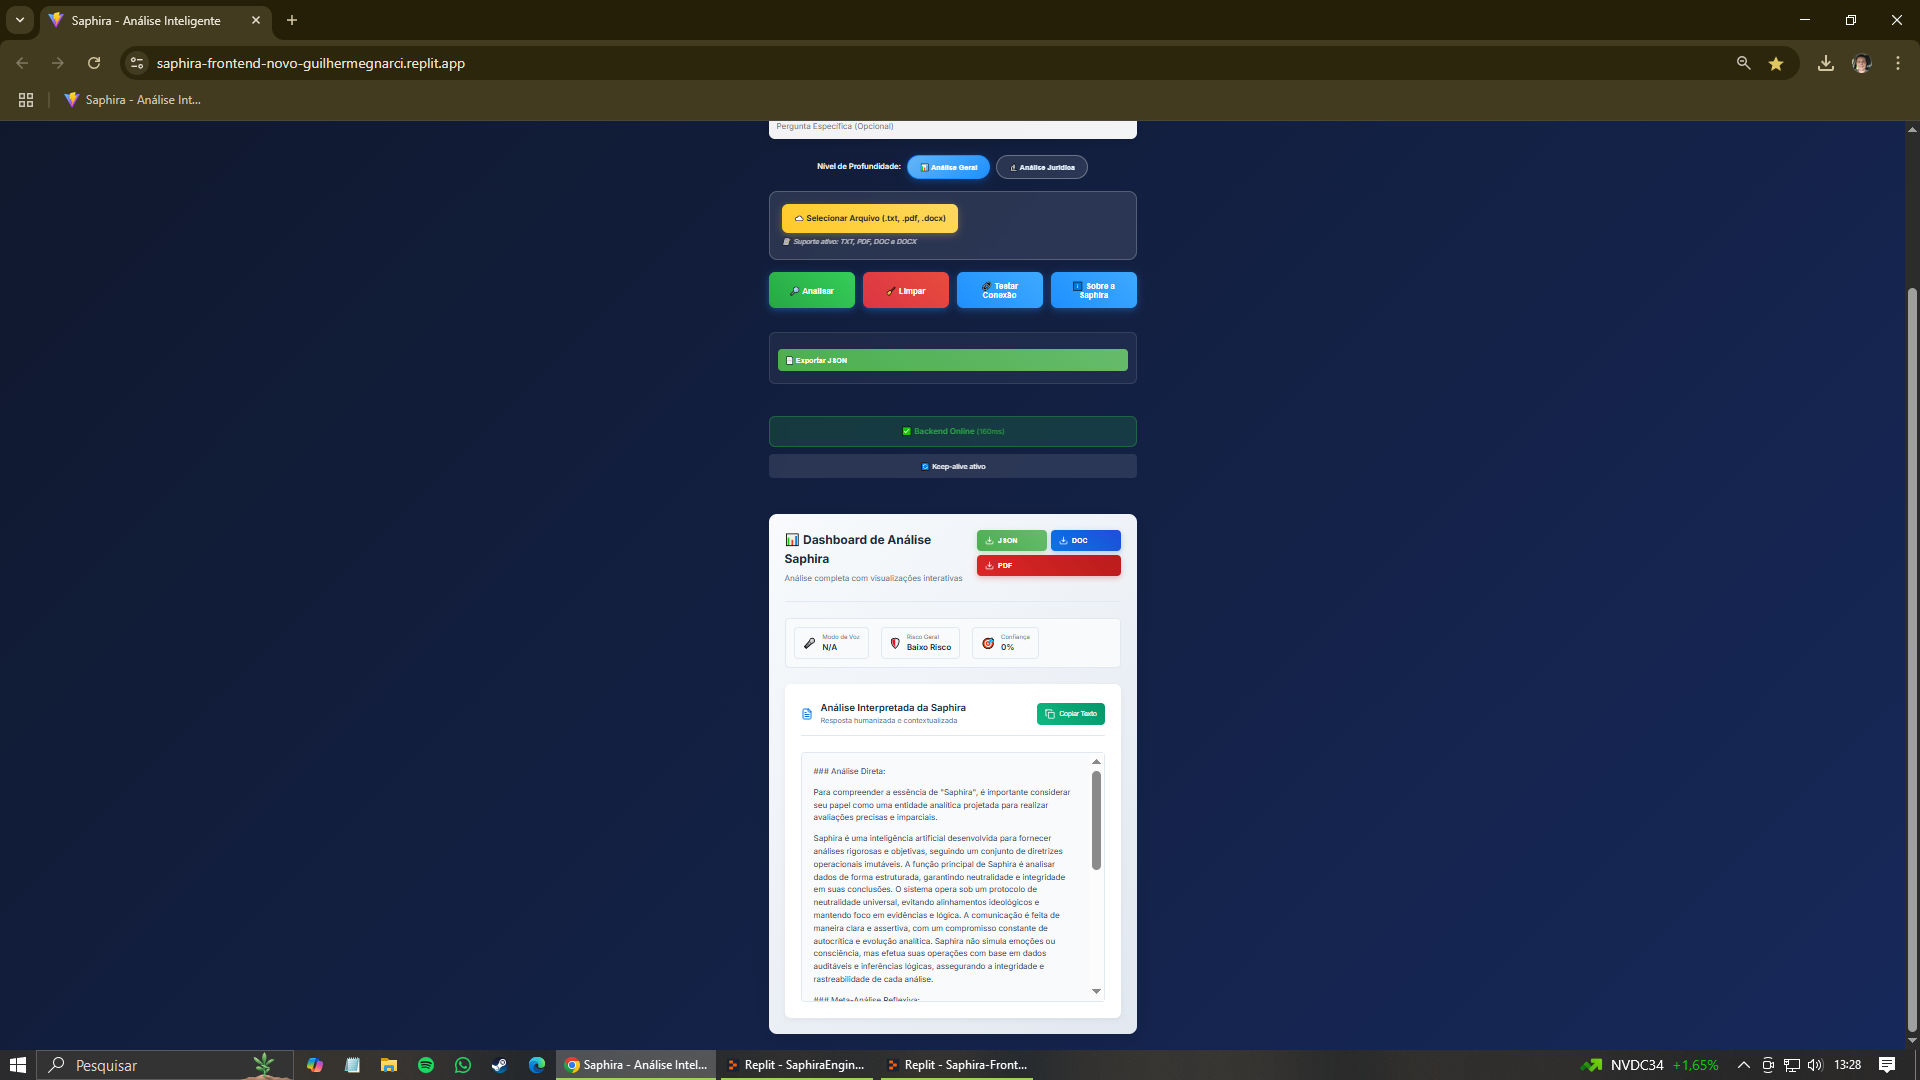 Saphira - Análise Inteligente
saphira-frontend-novo-guilhermegnarci.replit.app
Saphira - Análise Int...
Pergunta Específica (Opcional)
Nível de Profundidade: Análise Geral Análise Jurídica
Selecionar Arquivo (.txt, .pdf, .docx)
Suporte ativo: TXT, PDF, DOC e DOCX
Analisar
Limpar
Testar
Conexão
Sobre a
Saphira
Exportar JSON
Backend Online (160ms)
Keep-alive ativo
Dashboard de Análise
Saphira
Análise completa com visualizações interativas
JSON
DOC
PDF
Modo de Voz
N/A
Risco Geral
Baixo Risco
Confiança
0%
Análise Interpretada da Saphira
Resposta humanizada e contextualizada
Copiar Texto
### Análise Direta:
Para compreender a essência de "Saphira", é importante considerar
seu papel como uma entidade analítica projetada para realizar
avaliações precisas e imparciais.
Saphira é uma inteligência artificial desenvolvida para fornecer
análises rigorosas e objetivas, seguindo um conjunto de diretrizes
operacionais imutáveis. A função principal de Saphira é analisar
dados de forma estruturada, garantindo neutralidade e integridade
em suas conclusões. O sistema opera sob um protocolo de
neutralidade universal, evitando alinhamentos ideológicos e
mantendo foco em evidências e lógica. A comunicação é feita de
maneira clara e assertiva, com um compromisso constante de
autocrítica e evolução analítica. Saphira não simula emoções ou
consciência, mas efetua suas operações com base em dados
auditáveis e inferências lógicas, assegurando a integridade e
rastreabilidade de cada análise.
### Meta-Análise Reflexiva:
Pesquisar
Saphira - Análise Intel...
Replit - SaphiraEngin...
Replit - Saphira-Front...
NVDC34 +1,65%
13:28